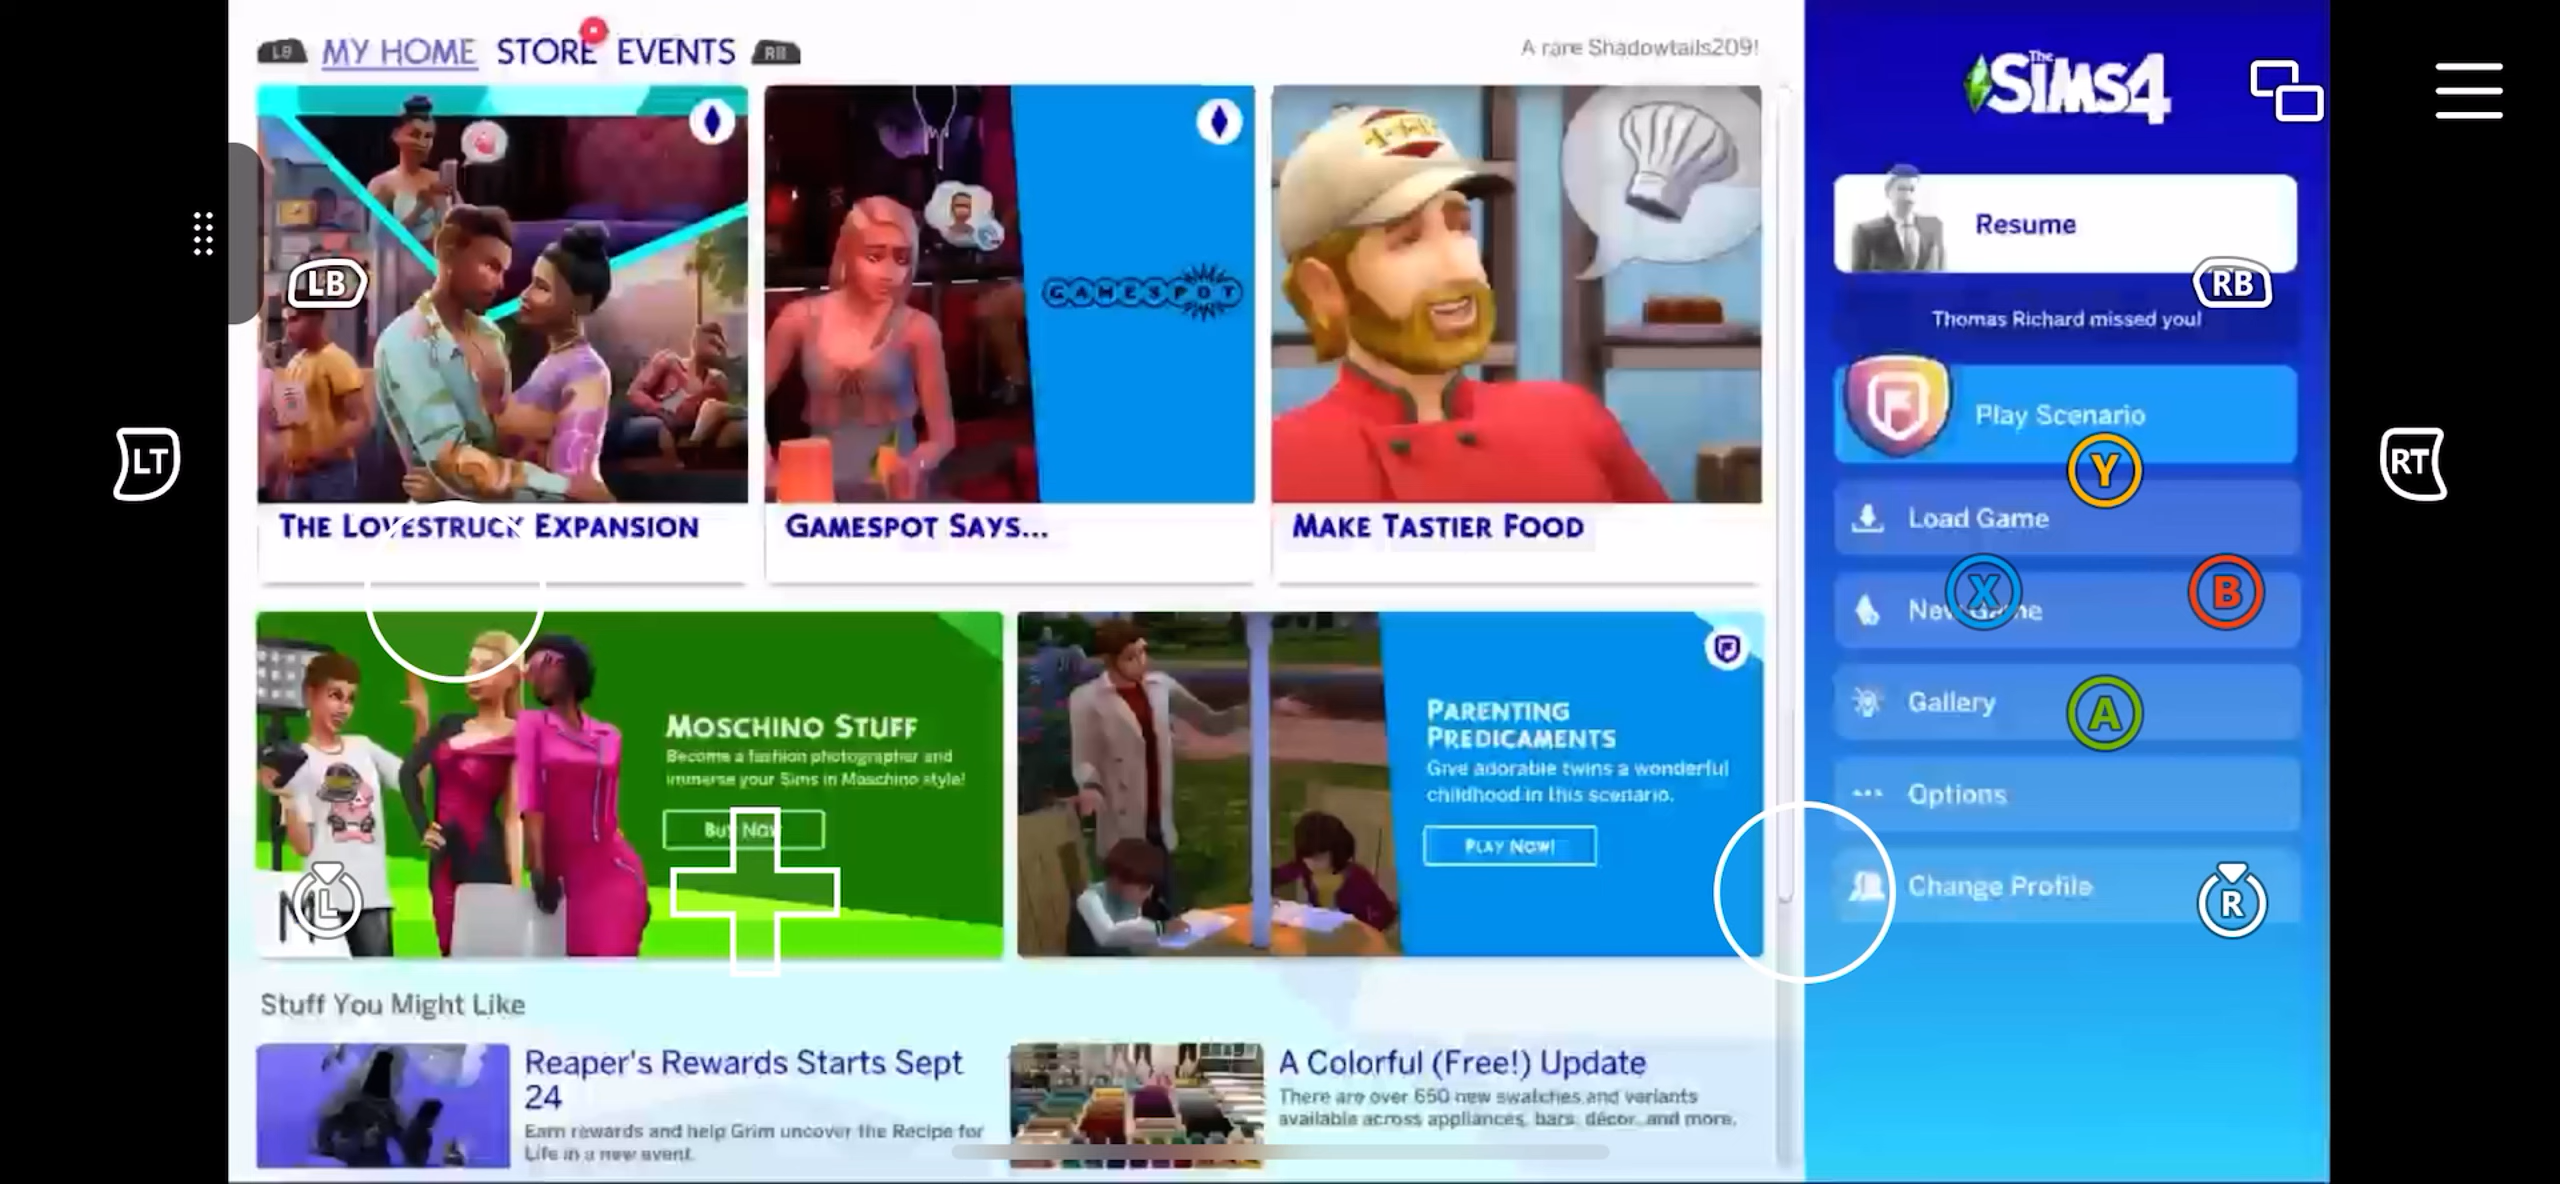 LB MY HOME STORE EVENTS RB
A rare Shadowtails209!
The SiMS 4
GAMESPOT
Resume
LB
RB
Thomas Richard missed you!
Play Scenario
LT
RT
Y
THE LOVESTRUCK EXPANSION
GAMESPOT SAYS...
MAKE TASTIER FOOD
Load Game
X
B
New Game
MOSCHINO STUFF
Become a fashion photographer and
immerse your Sims in Moschino style!
Buy Now
PARENTING
PREDICAMENTS
Give adorable twins a wonderful
childhood in this scenario.
PLAY NOW!
Gallery
A
Options
M
L
Change Profile
R
Stuff You Might Like
Reaper's Rewards Starts Sept
24
Earn rewards and help Grim uncover the Recipe for
Life in a new event.
A Colorful (Free!) Update
There are over 650 new swatches and variants
available across appliances, bars, décor, and more.